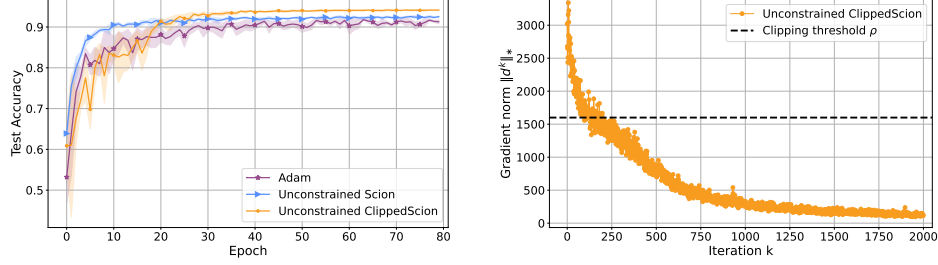 0.9
0.8
0.7
0.6
0.5
Test Accuracy
0 10 20 30 40 50 60 70 80
Epoch
Adam
Unconstrained Scion
Unconstrained ClippedScion
3000
2500
2000
1500
1000
500
0
Gradient norm ‖dᵏ‖⁎
0 250 500 750 1000 1250 1500 1750 2000
Iteration k
Unconstrained ClippedScion
Clipping threshold ρ